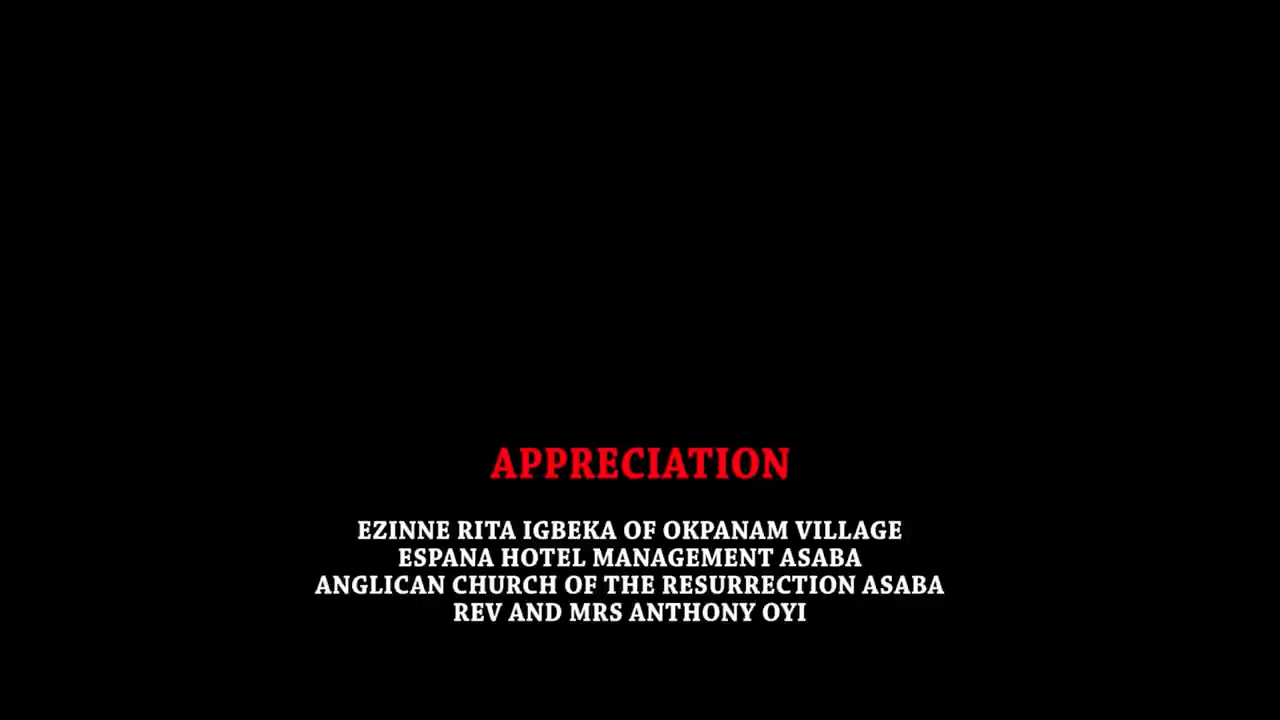 APPRECIATION
EZINNE RITA IGBEKA OF OKPANAM VILLAGE
ESPANA HOTEL MANAGEMENT ASABA
ANGLICAN CHURCH OF THE RESURRECTION ASABA
REV AND MRS ANTHONY OYI